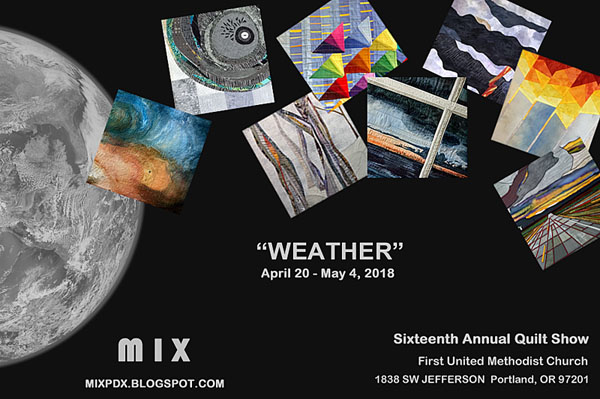 “WEATHER”
April 20 - May 4, 2018
MIX
MIXPDX.BLOGSPOT.COM
Sixteenth Annual Quilt Show
First United Methodist Church
1838 SW JEFFERSON  Portland, OR 97201